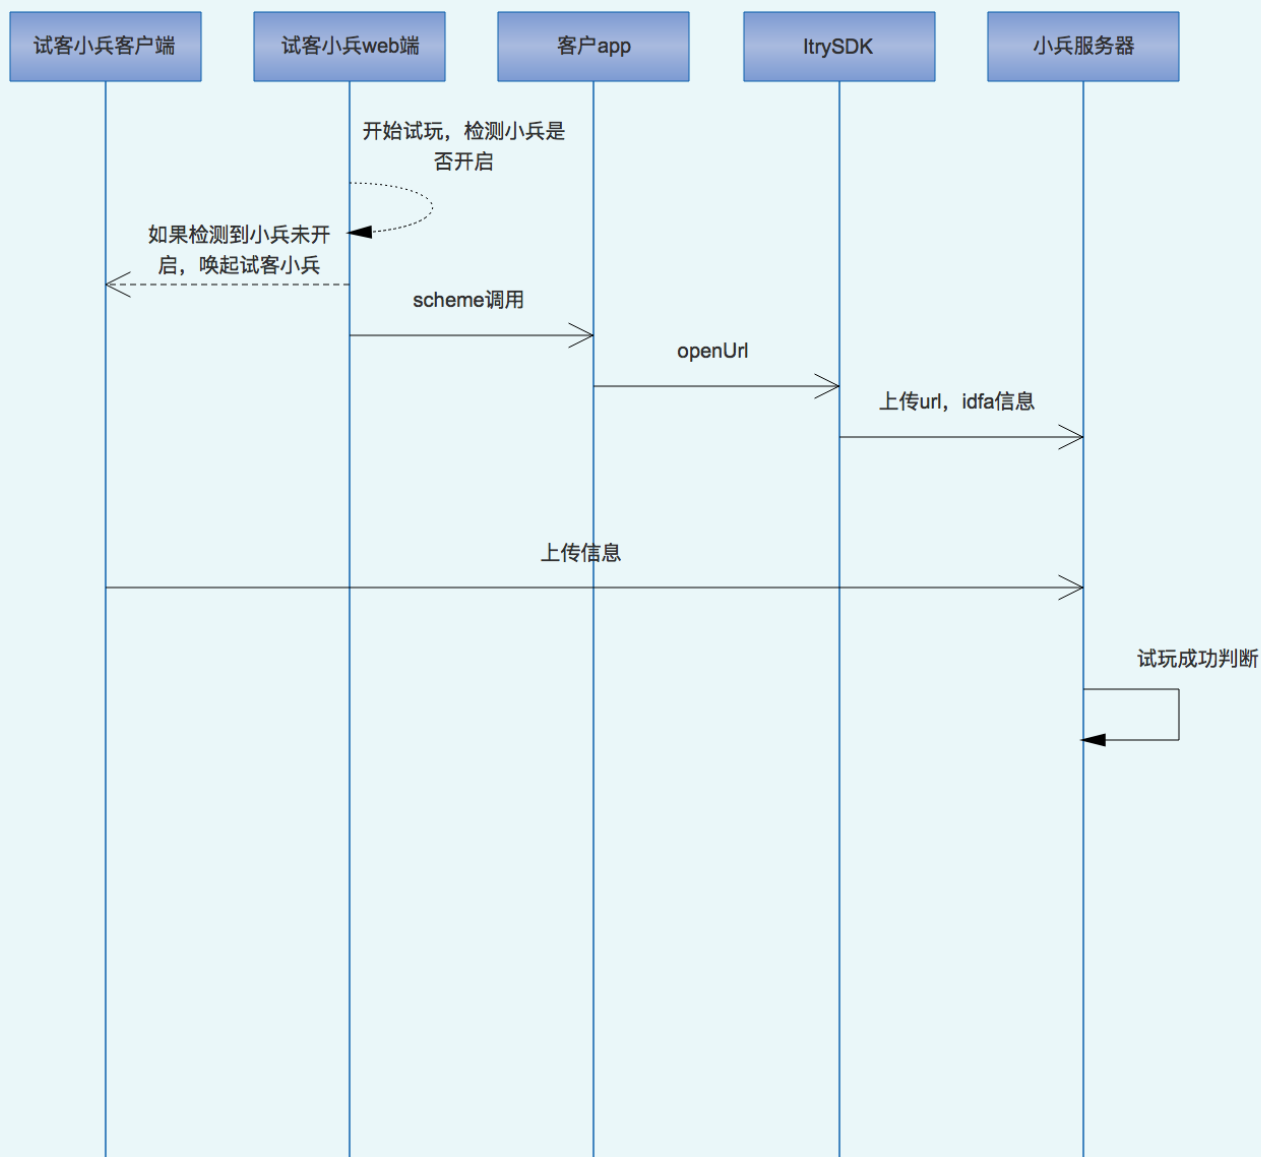 试客小兵客户端
试客小兵web端
客户app
ItrySDK
小兵服务器
开始试玩，检测小兵是
否开启
如果检测到小兵未开
启，唤起试客小兵
scheme调用
openUrl
上传url，idfa信息
上传信息
试玩成功判断